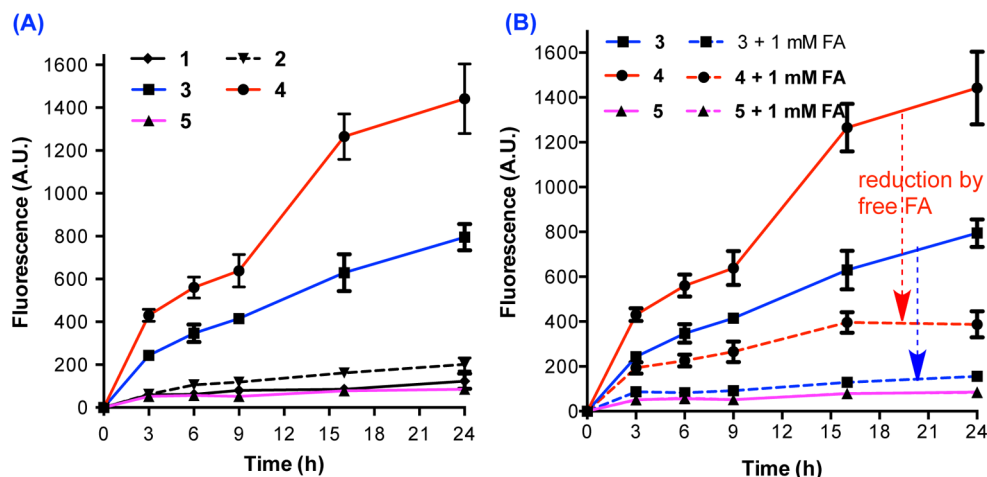 (A)
1 2
3 4
5
Fluorescence (A.U.)
1600
1400
1200
1000
800
600
400
200
0
0 3 6 9 12 15 18 21 24
Time (h)
(B)
3 3 + 1 mM FA
4 4 + 1 mM FA
5 5 + 1 mM FA
reduction by
free FA
Fluorescence (A.U.)
1600
1400
1200
1000
800
600
400
200
0
0 3 6 9 12 15 18 21 24
Time (h)